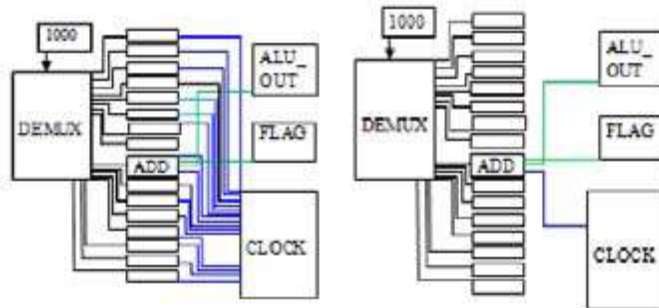 1000
DEMUX
ADD
ALU_
OUT
FLAG
CLOCK
1000
DEMUX
ADD
ALU_
OUT
FLAG
CLOCK